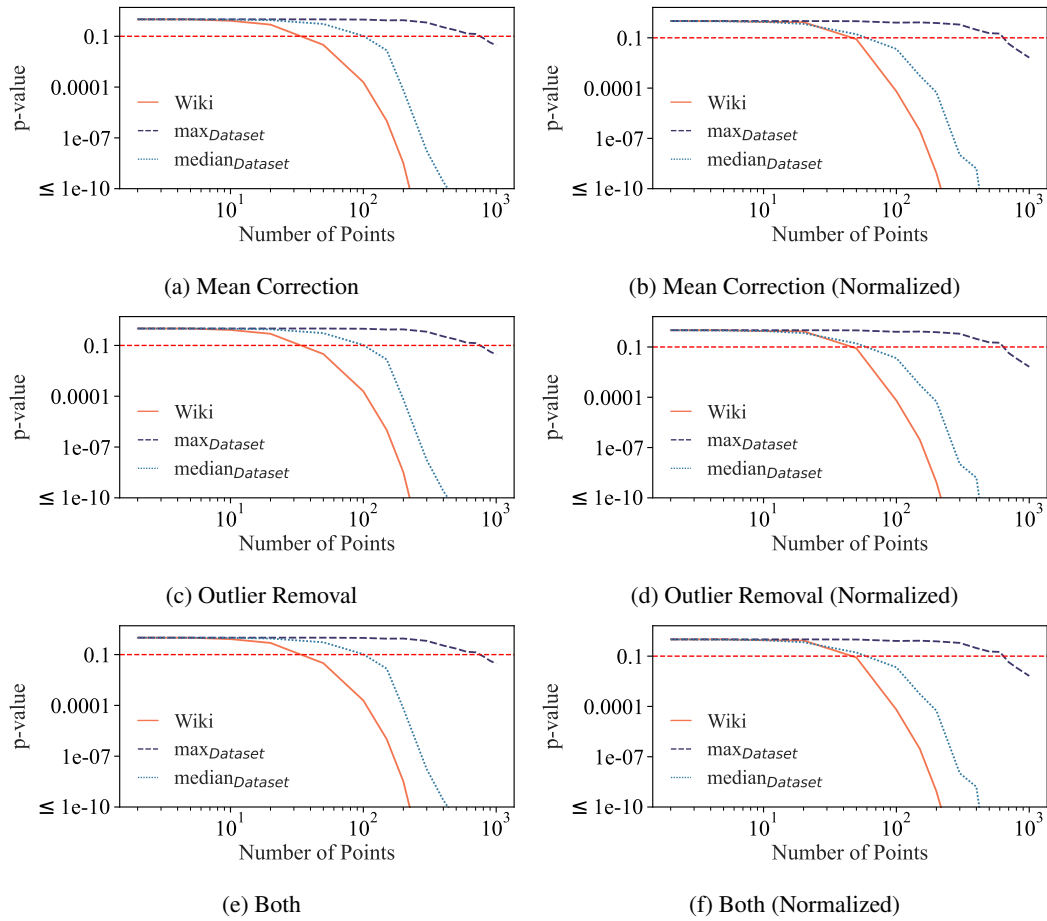 p-value
0.1
0.0001
1e-07
≤ 1e-10
Wiki
max_Dataset
median_Dataset
10^1 10^2 10^3
Number of Points
(a) Mean Correction
p-value
0.1
0.0001
1e-07
≤ 1e-10
Wiki
max_Dataset
median_Dataset
10^1 10^2 10^3
Number of Points
(b) Mean Correction (Normalized)
p-value
0.1
0.0001
1e-07
≤ 1e-10
Wiki
max_Dataset
median_Dataset
10^1 10^2 10^3
Number of Points
(c) Outlier Removal
p-value
0.1
0.0001
1e-07
≤ 1e-10
Wiki
max_Dataset
median_Dataset
10^1 10^2 10^3
Number of Points
(d) Outlier Removal (Normalized)
p-value
0.1
0.0001
1e-07
≤ 1e-10
Wiki
max_Dataset
median_Dataset
10^1 10^2 10^3
Number of Points
(e) Both
p-value
0.1
0.0001
1e-07
≤ 1e-10
Wiki
max_Dataset
median_Dataset
10^1 10^2 10^3
Number of Points
(f) Both (Normalized)